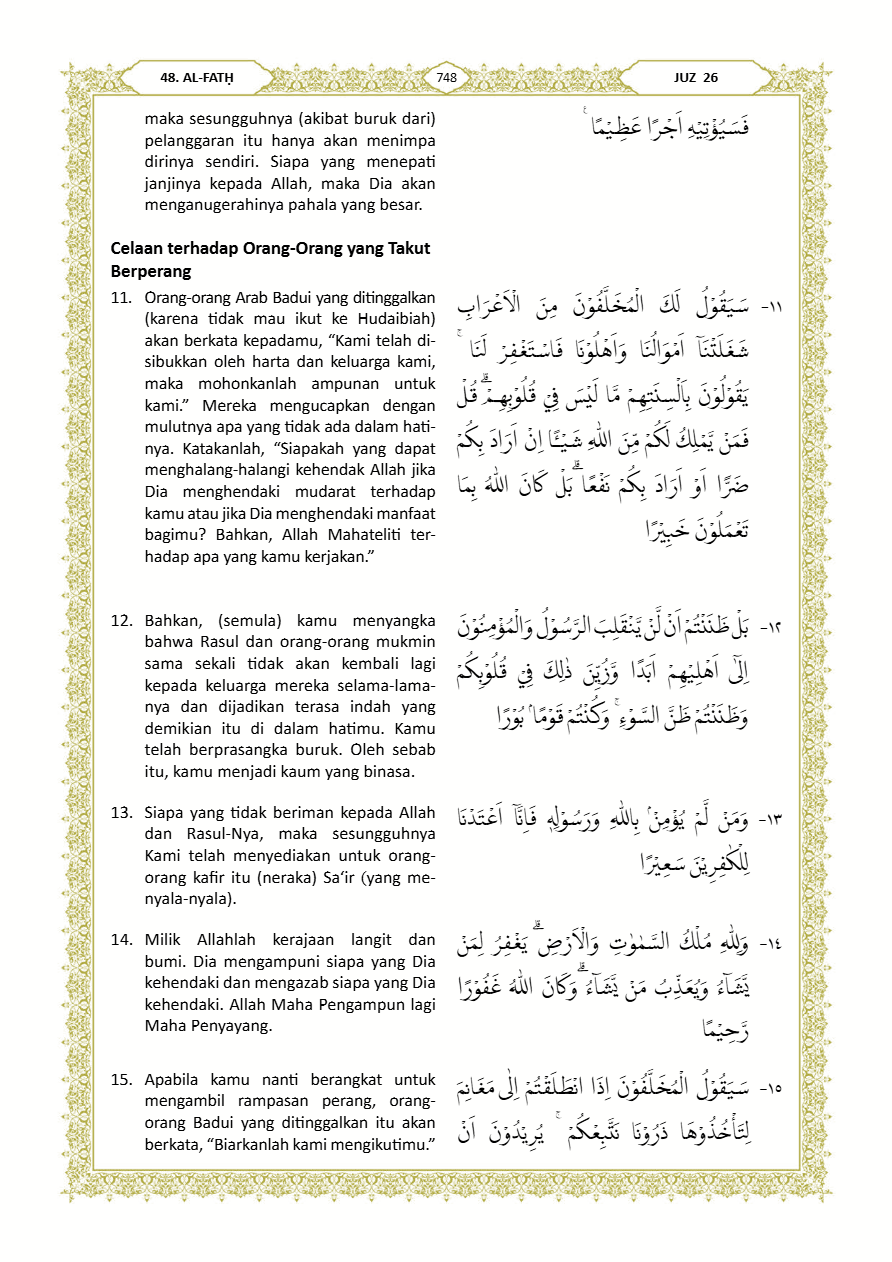 48. AL-FATḤ
748
JUZ 26
maka sesungguhnya (akibat buruk dari)
pelanggaran itu hanya akan menimpa
dirinya sendiri. Siapa yang menepati
janjinya kepada Allah, maka Dia akan
menganugerahinya pahala yang besar.
فَسَيُؤْتِيْهِ اَجْرًا عَظِيْمًا ࣖ
Celaan terhadap Orang-Orang yang Takut
Berperang
11. Orang-orang Arab Badui yang ditinggalkan
(karena tidak mau ikut ke Hudaibiah)
akan berkata kepadamu, “Kami telah di-
sibukkan oleh harta dan keluarga kami,
maka mohonkanlah ampunan untuk
kami.” Mereka mengucapkan dengan
mulutnya apa yang tidak ada dalam hati-
nya. Katakanlah, “Siapakah yang dapat
menghalang-halangi kehendak Allah jika
Dia menghendaki mudarat terhadap
kamu atau jika Dia menghendaki manfaat
bagimu? Bahkan, Allah Mahateliti ter-
hadap apa yang kamu kerjakan.”
١١- سَيَقُوْلُ لَكَ الْمُخَلَّفُوْنَ مِنَ الْاَعْرَابِ
شَغَلَتْنَآ اَمْوَالُنَا وَاَهْلُوْنَا فَاسْتَغْفِرْ لَنَا ۚ
يَقُوْلُوْنَ بِاَلْسِنَتِهِمْ مَّا لَيْسَ فِيْ قُلُوْبِهِمْۗ قُلْ
فَمَنْ يَّمْلِكُ لَكُمْ مِّنَ اللّٰهِ شَيْـًٔا اِنْ اَرَادَ بِكُمْ
ضَرًّا اَوْ اَرَادَ بِكُمْ نَفْعًا ۗبَلْ كَانَ اللّٰهُ بِمَا
تَعْمَلُوْنَ خَبِيْرًا
12. Bahkan, (semula) kamu menyangka
bahwa Rasul dan orang-orang mukmin
sama sekali tidak akan kembali lagi
kepada keluarga mereka selama-lama-
nya dan dijadikan terasa indah yang
demikian itu di dalam hatimu. Kamu
telah berprasangka buruk. Oleh sebab
itu, kamu menjadi kaum yang binasa.
١٢- بَلْ ظَنَنْتُمْ اَنْ لَّنْ يَّنْقَلِبَ الرَّسُوْلُ وَالْمُؤْمِنُوْنَ
اِلٰٓى اَهْلِيْهِمْ اَبَدًا وَّزُيِّنَ ذٰلِكَ فِيْ قُلُوْبِكُمْ
وَظَنَنْتُمْ ظَنَّ السَّوْءِۚ وَكُنْتُمْ قَوْمًاۢ بُوْرًا
13. Siapa yang tidak beriman kepada Allah
dan Rasul-Nya, maka sesungguhnya
Kami telah menyediakan untuk orang-
orang kafir itu (neraka) Sa‘ir (yang me-
nyala-nyala).
١٣- وَمَنْ لَّمْ يُؤْمِنْۢ بِاللّٰهِ وَرَسُوْلِهٖ فَاِنَّآ اَعْتَدْنَا
لِلْكٰفِرِيْنَ سَعِيْرًا
14. Milik Allahlah kerajaan langit dan
bumi. Dia mengampuni siapa yang Dia
kehendaki dan mengazab siapa yang Dia
kehendaki. Allah Maha Pengampun lagi
Maha Penyayang.
١٤- وَلِلّٰهِ مُلْكُ السَّمٰوٰتِ وَالْاَرْضِۗ يَغْفِرُ لِمَنْ
يَّشَاۤءُ وَيُعَذِّبُ مَنْ يَّشَاۤءُ ۗوَكَانَ اللّٰهُ غَفُوْرًا
رَّحِيْمًا
15. Apabila kamu nanti berangkat untuk
mengambil rampasan perang, orang-
orang Badui yang ditinggalkan itu akan
berkata, “Biarkanlah kami mengikutimu.”
١٥- سَيَقُوْلُ الْمُخَلَّفُوْنَ اِذَا انْطَلَقْتُمْ اِلٰى مَغَانِمَ
لِتَأْخُذُوْهَا ذَرُوْنَا نَتَّبِعْكُمْ ۚ يُرِيْدُوْنَ اَنْ